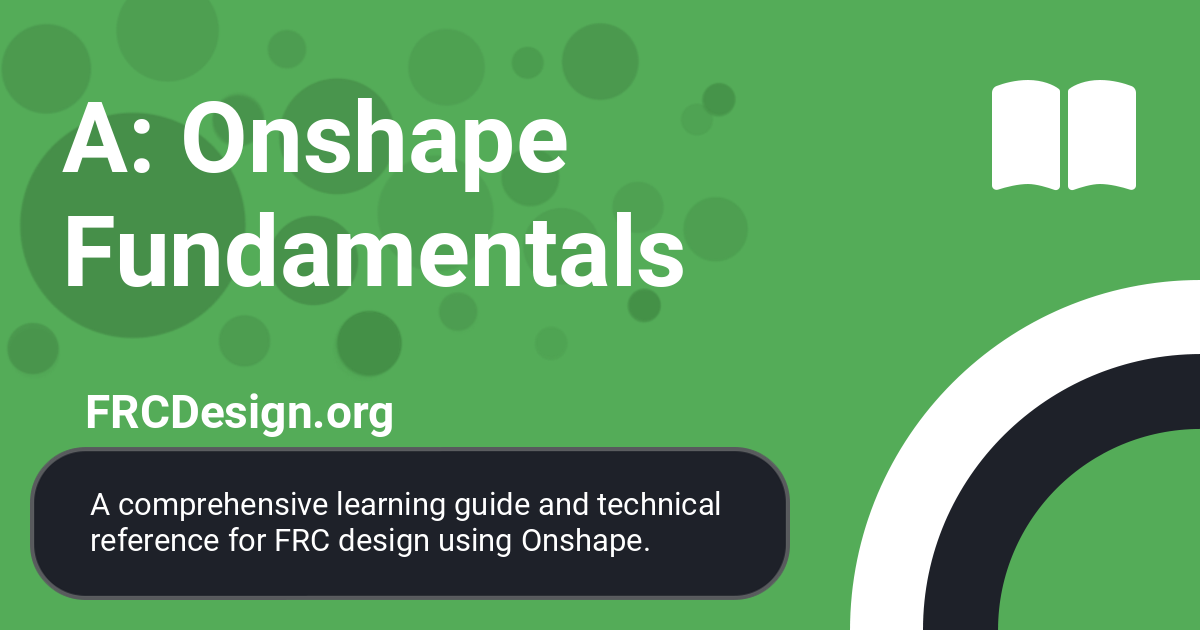 A: Onshape
Fundamentals
FRCDesign.org
A comprehensive learning guide and technical
reference for FRC design using Onshape.